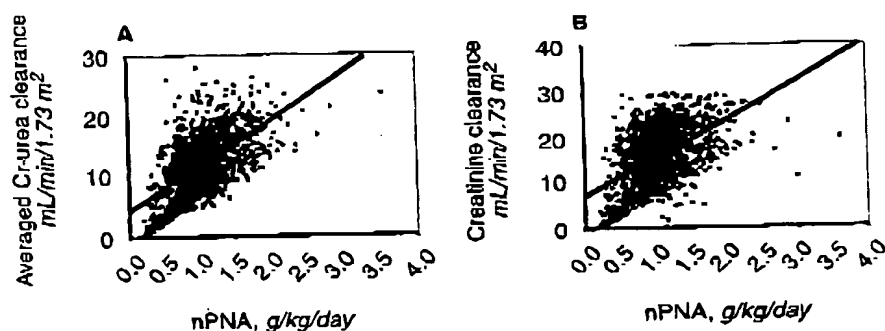 A
Averaged Cr-urea clearance
mL/min/1.73 m²
30
20
10
0
0.0 0.5 1.0 1.5 2.0 2.5 3.0 3.5 4.0
nPNA, g/kg/day
B
Creatinine clearance
mL/min/1.73 m²
40
30
20
10
0
0.0 0.5 1.0 1.5 2.0 2.5 3.0 3.5 4.0
nPNA, g/kg/day